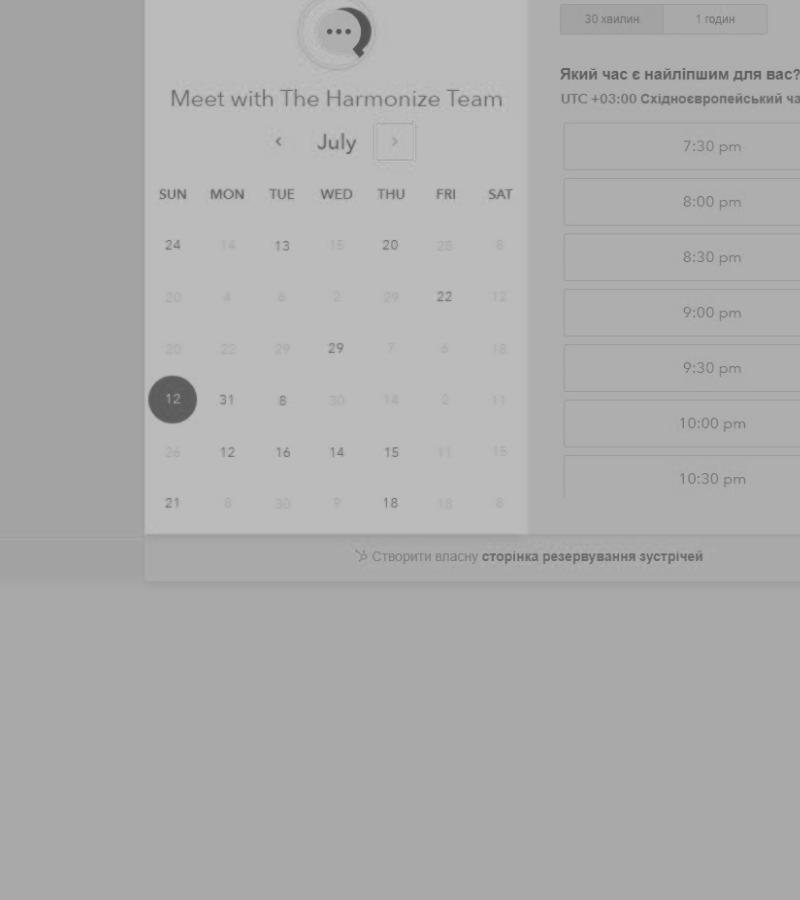 Meet with The Harmonize Team
July
SUN MON TUE WED THU FRI SAT
24 14 13 15 20 28 8
20 4 6 2 29 22 12
20 22 29 29 7 6 18
12 31 8 30 14 2 11
26 12 16 14 15 11 15
21 8 30 9 18 18 8
30 хвилин 1 годин
Який час є найліпшим для вас?
UTC +03:00 Східноєвропейський
7:30 pm
8:00 pm
8:30 pm
9:00 pm
9:30 pm
10:00 pm
10:30 pm
Створити власну сторінка резервування зустрічей